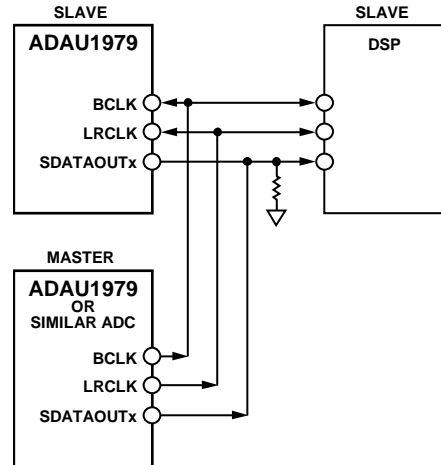 SLAVE
ADAU1979
BCLK
LRCLK
SDATAOUTx
SLAVE
DSP
MASTER
ADAU1979
OR
SIMILAR ADC
BCLK
LRCLK
SDATAOUTx